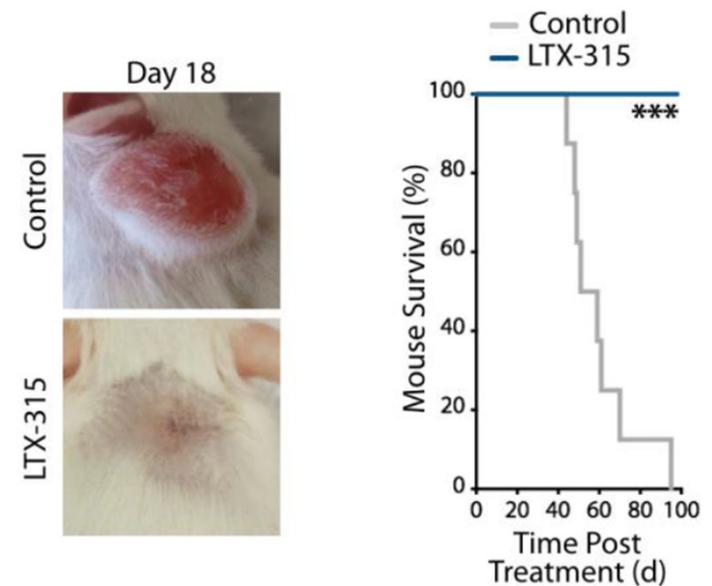 Day 18
Control
LTX-315
Control
LTX-315
***
Mouse Survival (%)
100
80
60
40
20
0
0 20 40 60 80 100
Time Post
Treatment (d)